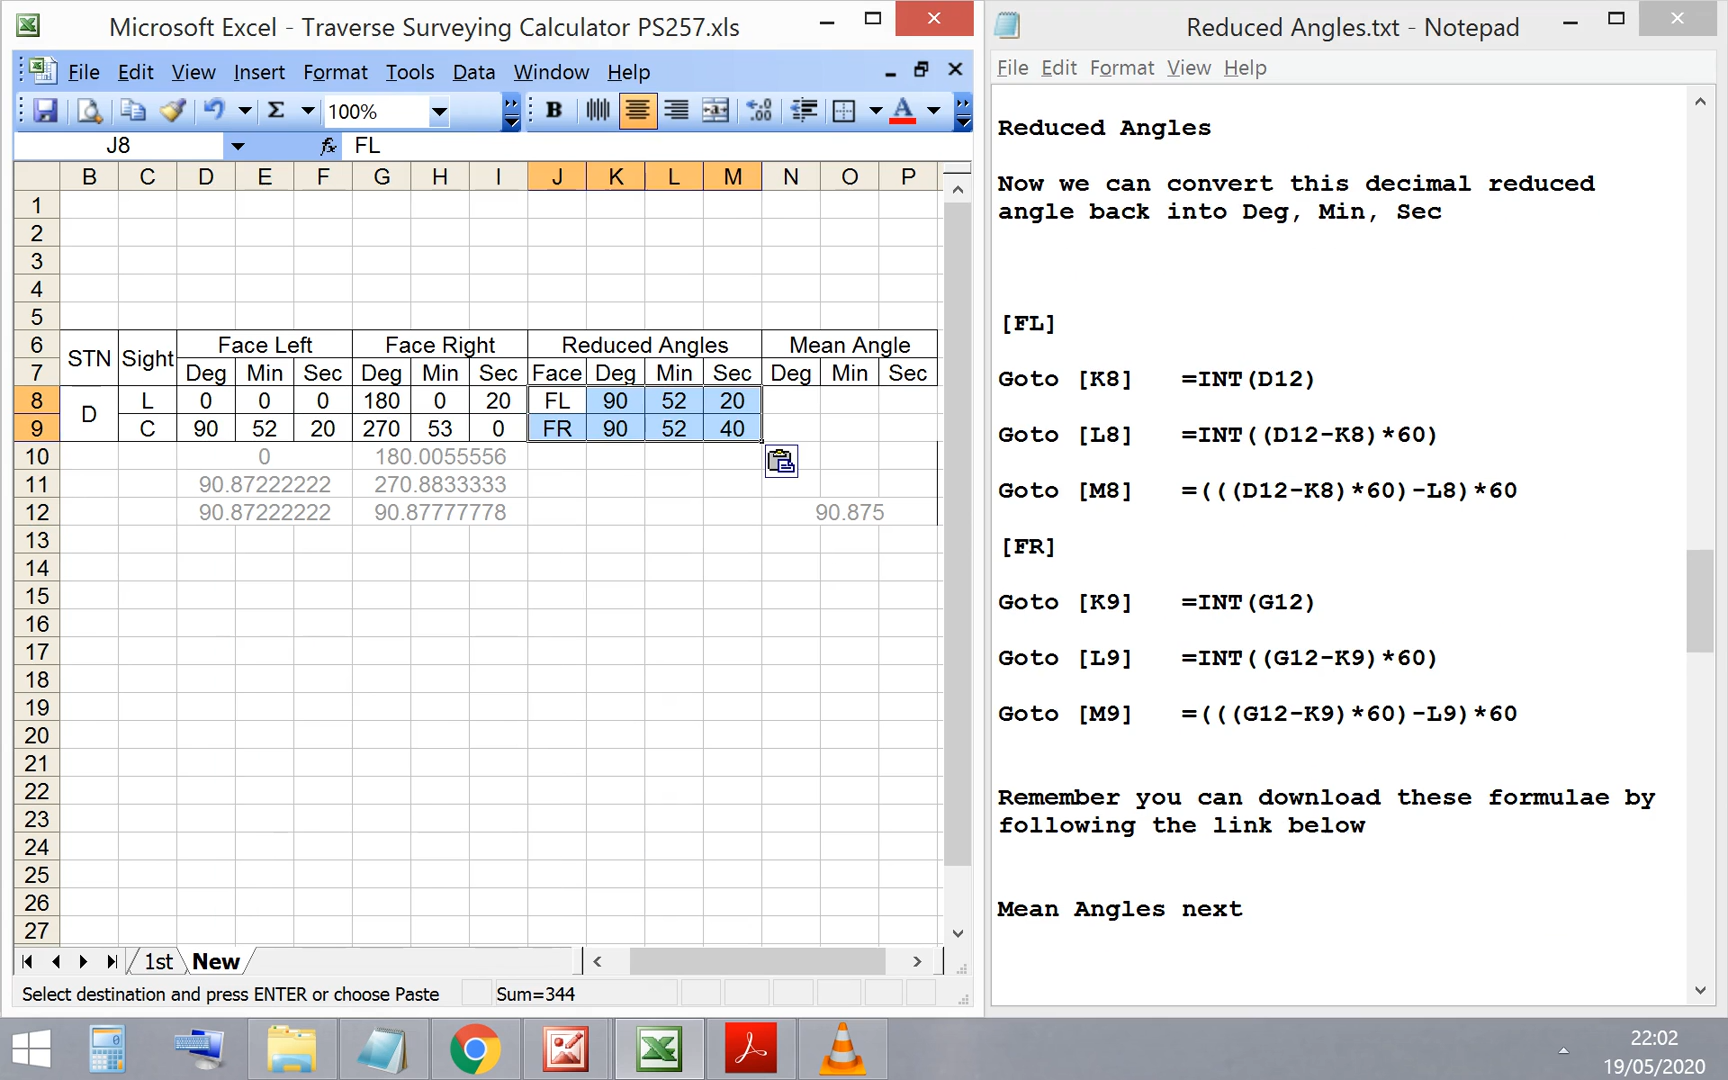 Microsoft Excel - Traverse Surveying Calculator PS257.xls
File Edit View Insert Format Tools Data Window Help
Σ 100% B A
J8 fx FL
B C D E F G H I J K L M N O P
1
2
3
4
5
6 STN Sight Face Left Face Right Reduced Angles Mean Angle
7 Deg Min Sec Deg Min Sec Face Deg Min Sec Deg Min Sec
8 D L 0 0 0 180 0 20 FL 90 52 20
9 C 90 52 20 270 53 0 FR 90 52 40
10 0 180.0055556
11 90.87222222 270.8833333
12 90.87222222 90.87777778 90.875
13
14
15
16
17
18
19
20
21
22
23
24
25
26
27
1st New
Select destination and press ENTER or choose Paste Sum=344
Reduced Angles.txt - Notepad
File Edit Format View Help
Reduced Angles
Now we can convert this decimal reduced
angle back into Deg, Min, Sec
[FL]
Goto [K8] =INT(D12)
Goto [L8] =INT((D12-K8)*60)
Goto [M8] =(((D12-K8)*60)-L8)*60
[FR]
Goto [K9] =INT(G12)
Goto [L9] =INT((G12-K9)*60)
Goto [M9] =(((G12-K9)*60)-L9)*60
Remember you can download these formulae by
following the link below
Mean Angles next
22:02
19/05/2020